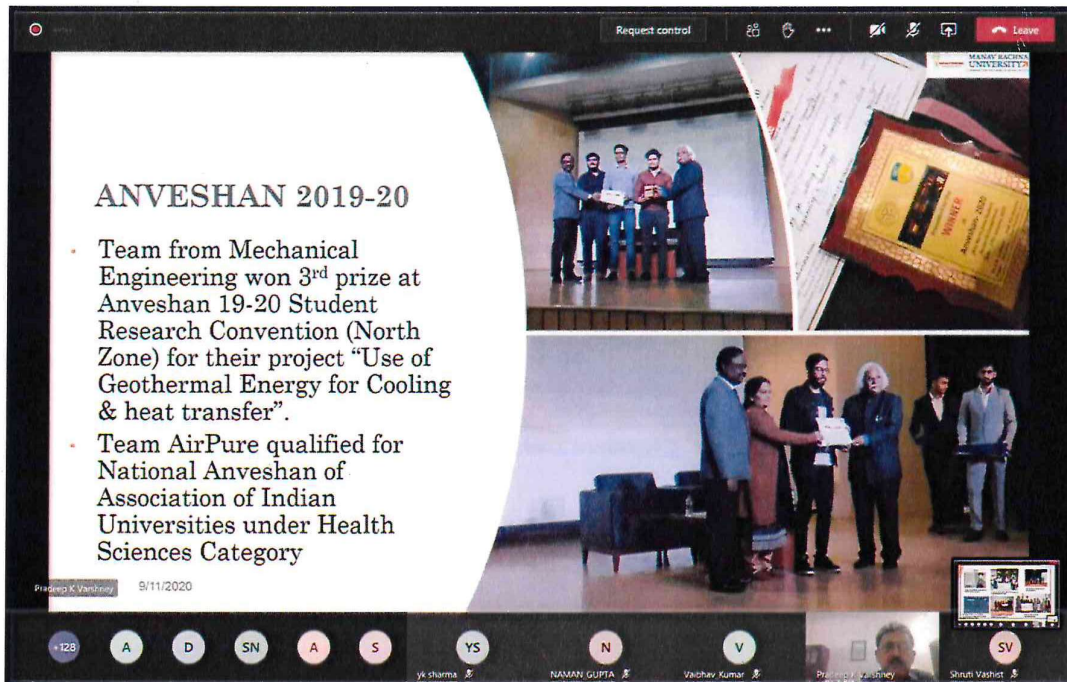 Request control
Leave
MANAV RACHNA
UNIVERSITY
ANVESHAN 2019-20
Team from Mechanical
Engineering won 3rd prize at
Anveshan 19-20 Student
Research Convention (North
Zone) for their project “Use of
Geothermal Energy for Cooling
& heat transfer”.
Team AirPure qualified for
National Anveshan of
Association of Indian
Universities under Health
Sciences Category
WINNER
Anveshan- 2020
Pradeep K Varshney
9/11/2020
+128
A
D
SN
A
S
YS
N
V
SV
yk sharma
NAMAN GUPTA
Vaibhav Kumar
Pradeep K Varshney
Shruti Vashist